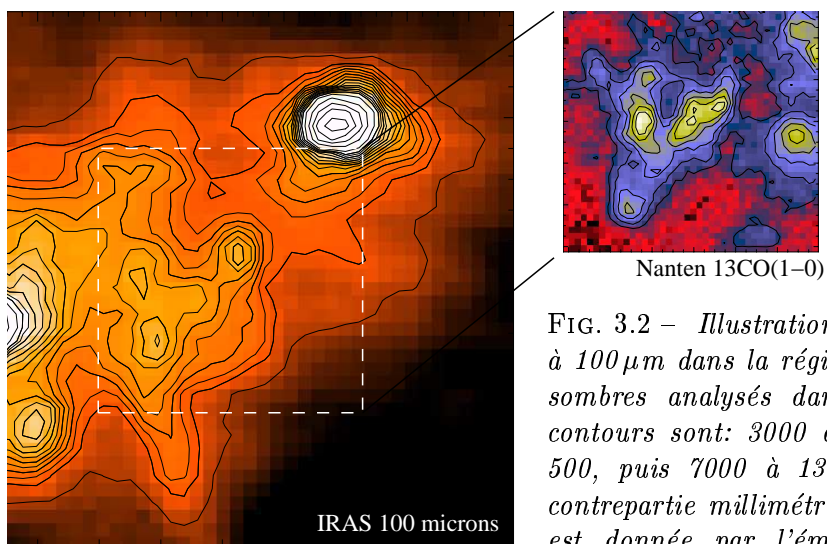 IRAS 100 microns
Nanten 13CO(1–0)
FIG. 3.2 – Illustration
à 100 μm dans la régi
sombres analysés dan
contours sont: 3000
500, puis 7000 à 13
contrepartie millimétr
est donnée par l'ém